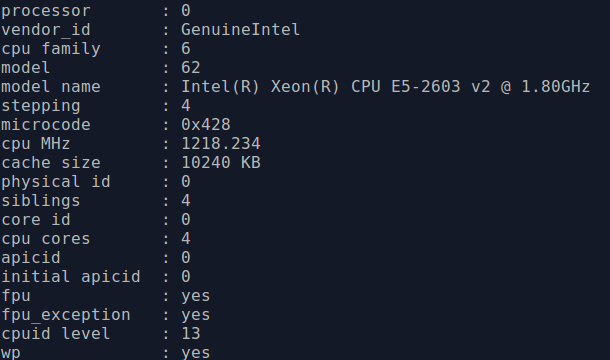 processor       : 0
vendor_id       : GenuineIntel
cpu family      : 6
model           : 62
model name      : Intel(R) Xeon(R) CPU E5-2603 v2 @ 1.80GHz
stepping        : 4
microcode       : 0x428
cpu MHz         : 1218.234
cache size      : 10240 KB
physical id     : 0
siblings        : 4
core id         : 0
cpu cores       : 4
apicid          : 0
initial apicid  : 0
fpu             : yes
fpu_exception   : yes
cpuid level     : 13
wp              : yes